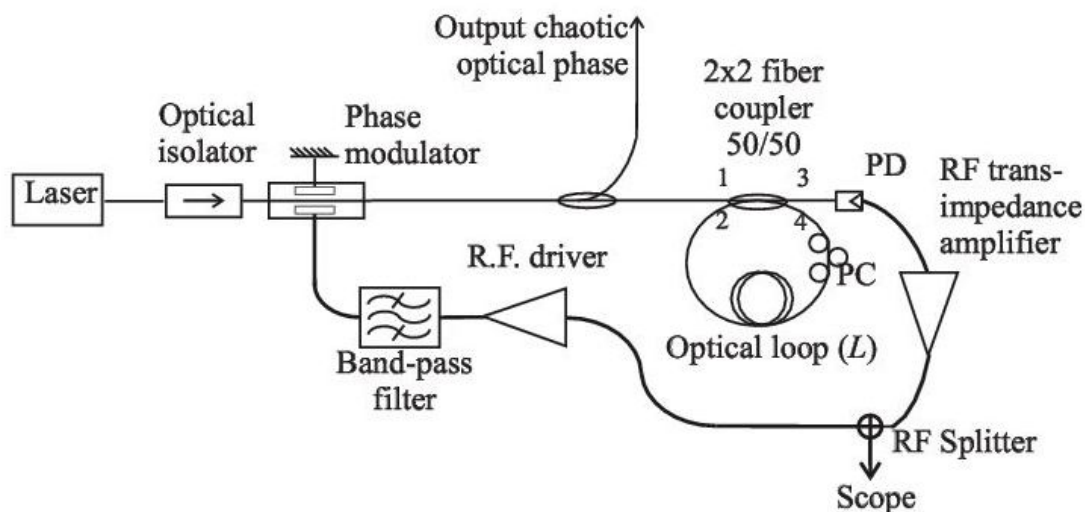 Output chaotic
optical phase
2x2 fiber
coupler
50/50
Optical
isolator
Phase
modulator
Laser
1
3
PD
RF trans-
impedance
amplifier
2
4
PC
R.F. driver
Optical loop (L)
Band-pass
filter
RF Splitter
Scope